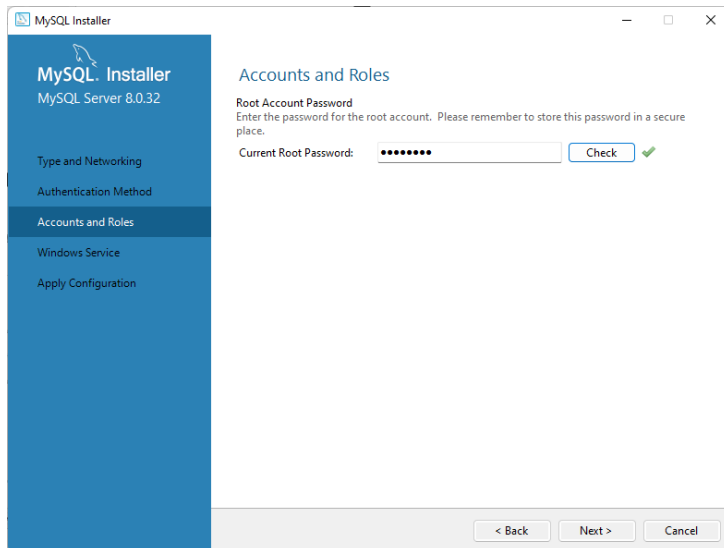 MySQL Installer
MySQL. Installer
MySQL Server 8.0.32
Type and Networking
Authentication Method
Accounts and Roles
Windows Service
Apply Configuration
Accounts and Roles
Root Account Password
Enter the password for the root account. Please remember to store this password in a secure
place.
Current Root Password: ●●●●●●●● Check
< Back Next > Cancel